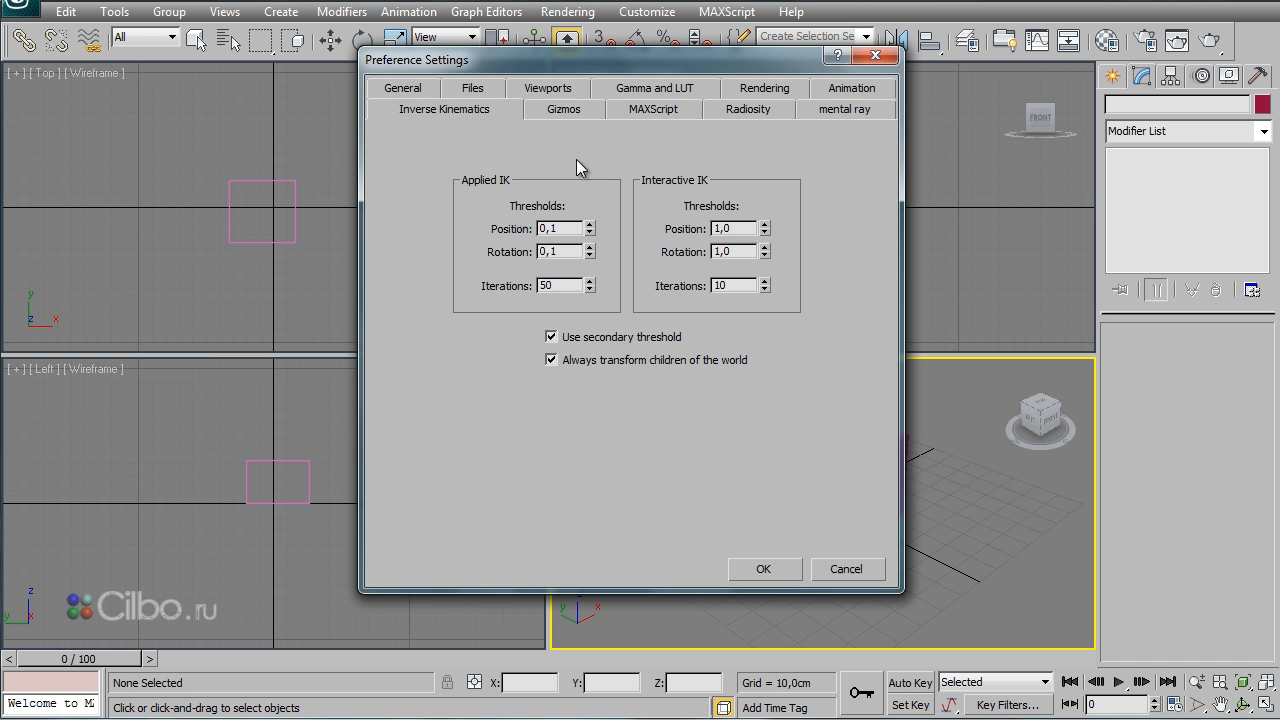 Edit Tools Group Views Create Modifiers Animation Graph Editors Rendering Customize MAXScript Help
All View Create Selection Se
Preference Settings
General Files Viewports Gamma and LUT Rendering Animation
Inverse Kinematics Gizmos MAXScript Radiosity mental ray
Applied IK
Thresholds:
Position: 0,1
Rotation: 0,1
Iterations: 50
Interactive IK
Thresholds:
Position: 1,0
Rotation: 1,0
Iterations: 10
Use secondary threshold
Always transform children of the world
OK Cancel
[ + ] [ Top ] [ Wireframe ]
y
z x
FRONT
Modifier List
[ + ] [ Left ] [ Wireframe ]
z
y x
Cilbo.ru
z
y x
FRONT
< 0 / 100 >
None Selected X: Y: Z: Grid = 10,0cm Auto Key Selected
Welcome to MA Click or click-and-drag to select objects Add Time Tag Set Key Key Filters... 0